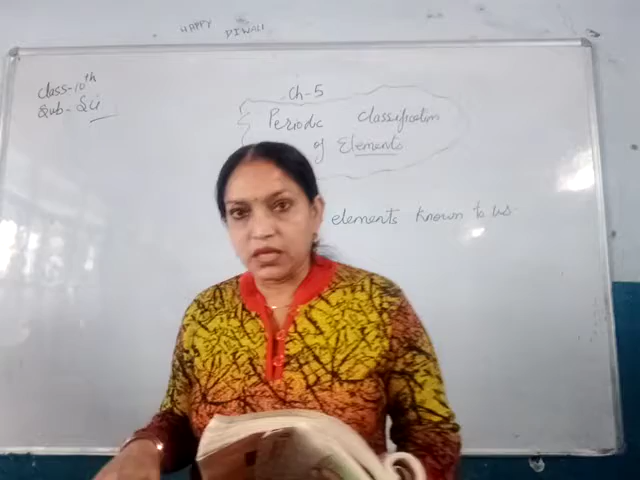 HAPPY
DIWALI
Class-10th
Sub- Sci
Ch-5
Periodic Classification
of Elements
elements known to us.